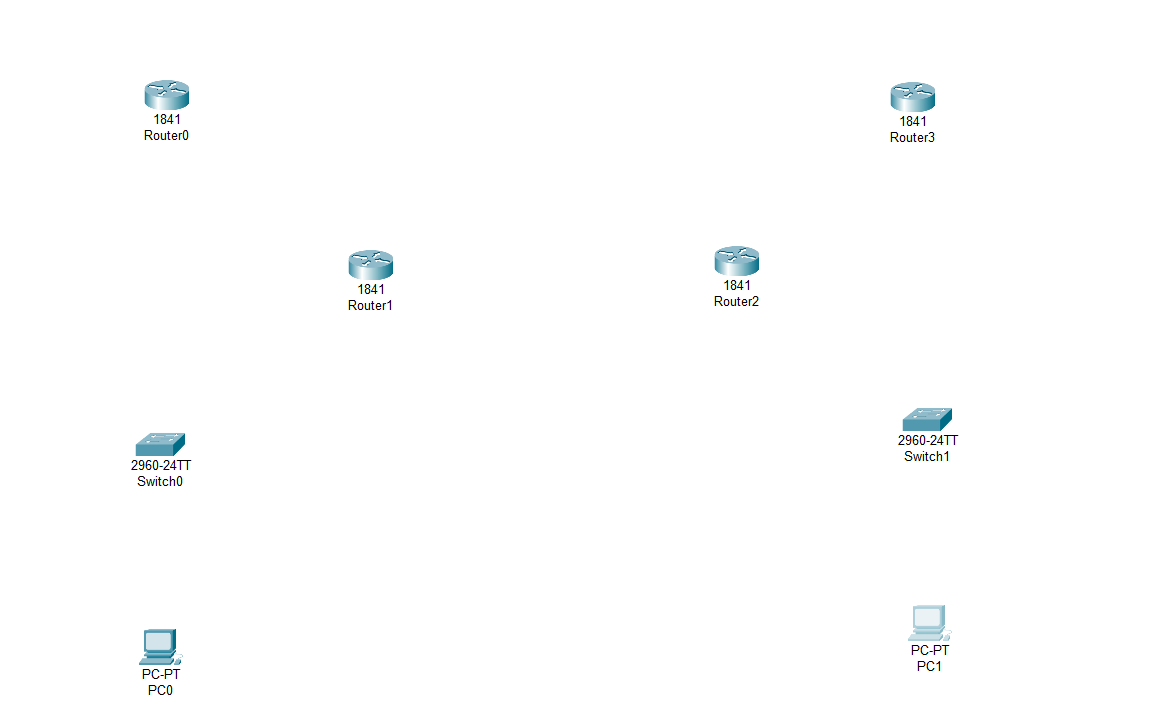 1841
Router0
1841
Router3
1841
Router1
1841
Router2
2960-24TT
Switch0
2960-24TT
Switch1
PC-PT
PC0
PC-PT
PC1